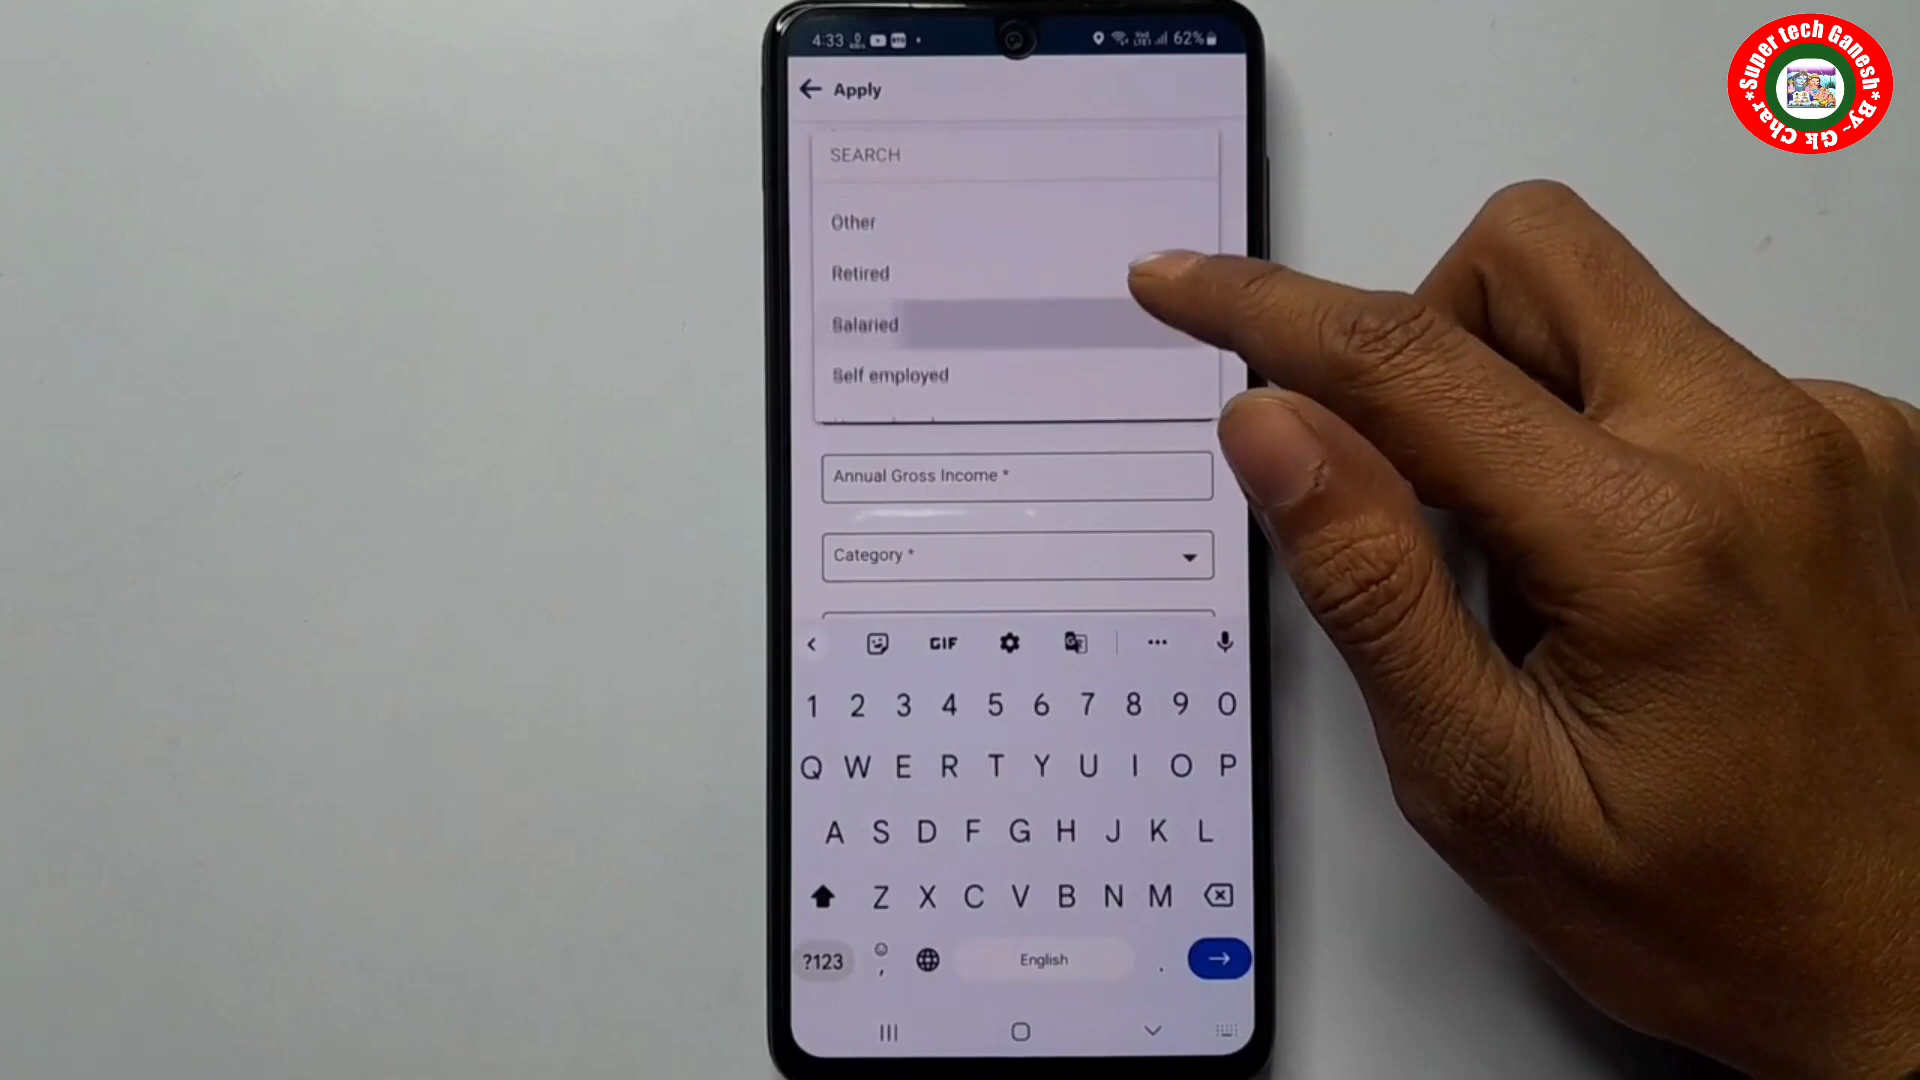 *Super tech Ganesh*
By:- Gk Char
4:33
62%
Apply
SEARCH
Other
Retired
Salaried
Self employed
Annual Gross Income *
Category *
GIF
1 2 3 4 5 6 7 8 9 0
Q W E R T Y U I O P
A S D F G H J K L
Z X C V B N M
?123 , English .